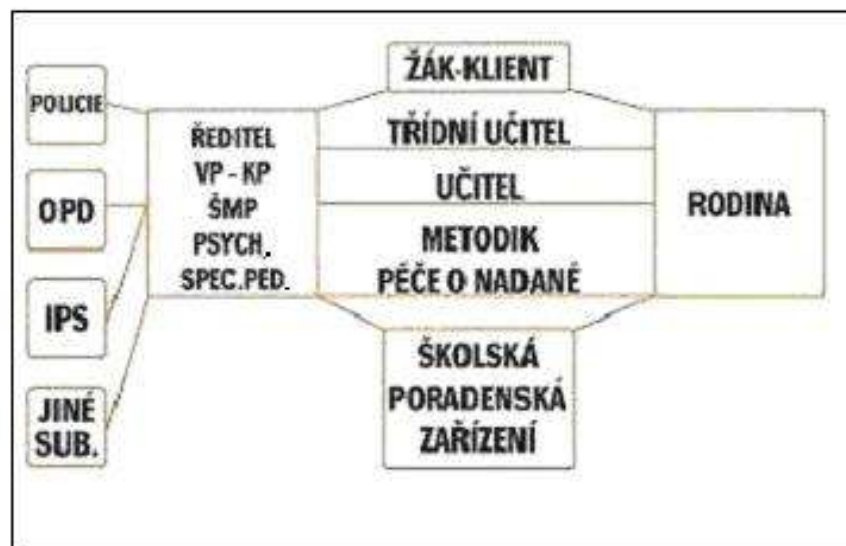 ŽÁK-KLIENT
POLICIE
OPD
IPS
JINÉ
SUB.
ŘEDITEL
VP - KP
ŠMP
PSYCH.
SPEC.PED.
TŘÍDNÍ UČITEL
UČITEL
METODIK
PÉČE O NADANÉ
RODINA
ŠKOLSKÁ
PORADENSKÁ
ZAŘÍZENÍ